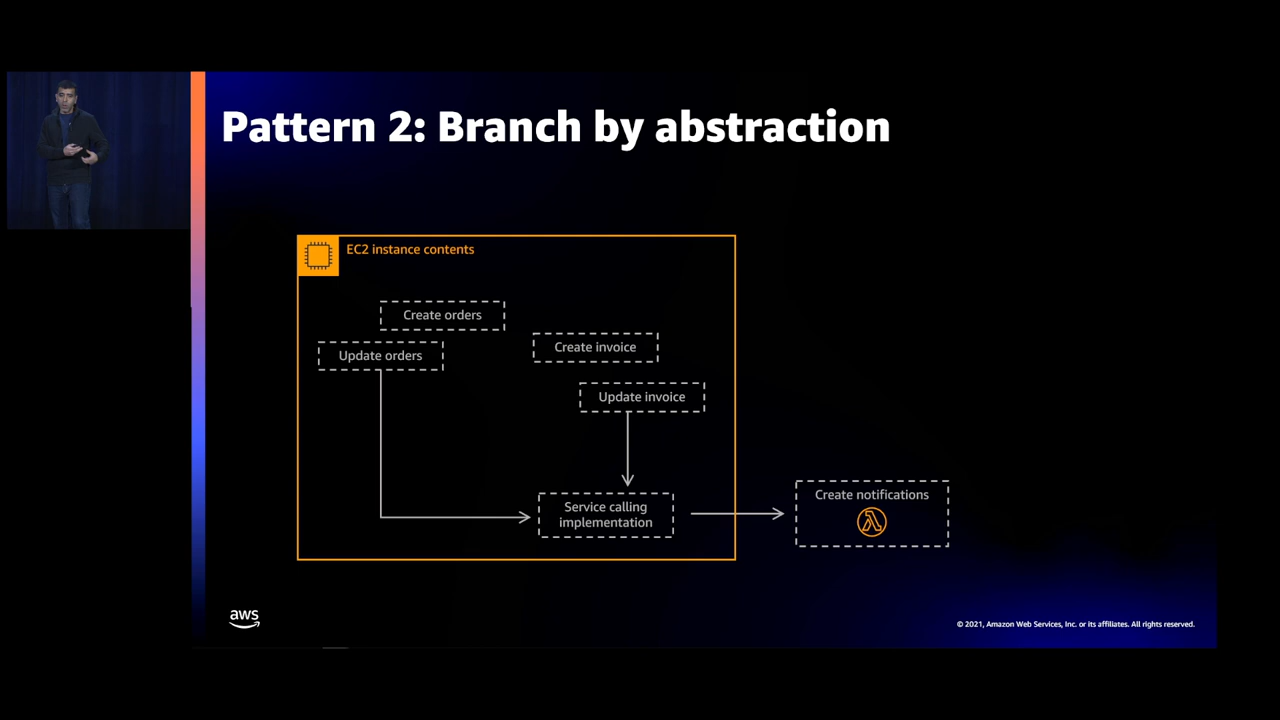 Pattern 2: Branch by abstraction
EC2 instance contents
Create orders
Create invoice
Update orders
Update invoice
Service calling
implementation
Create notifications
aws
© 2021, Amazon Web Services, Inc. or its affiliates. All rights reserved.